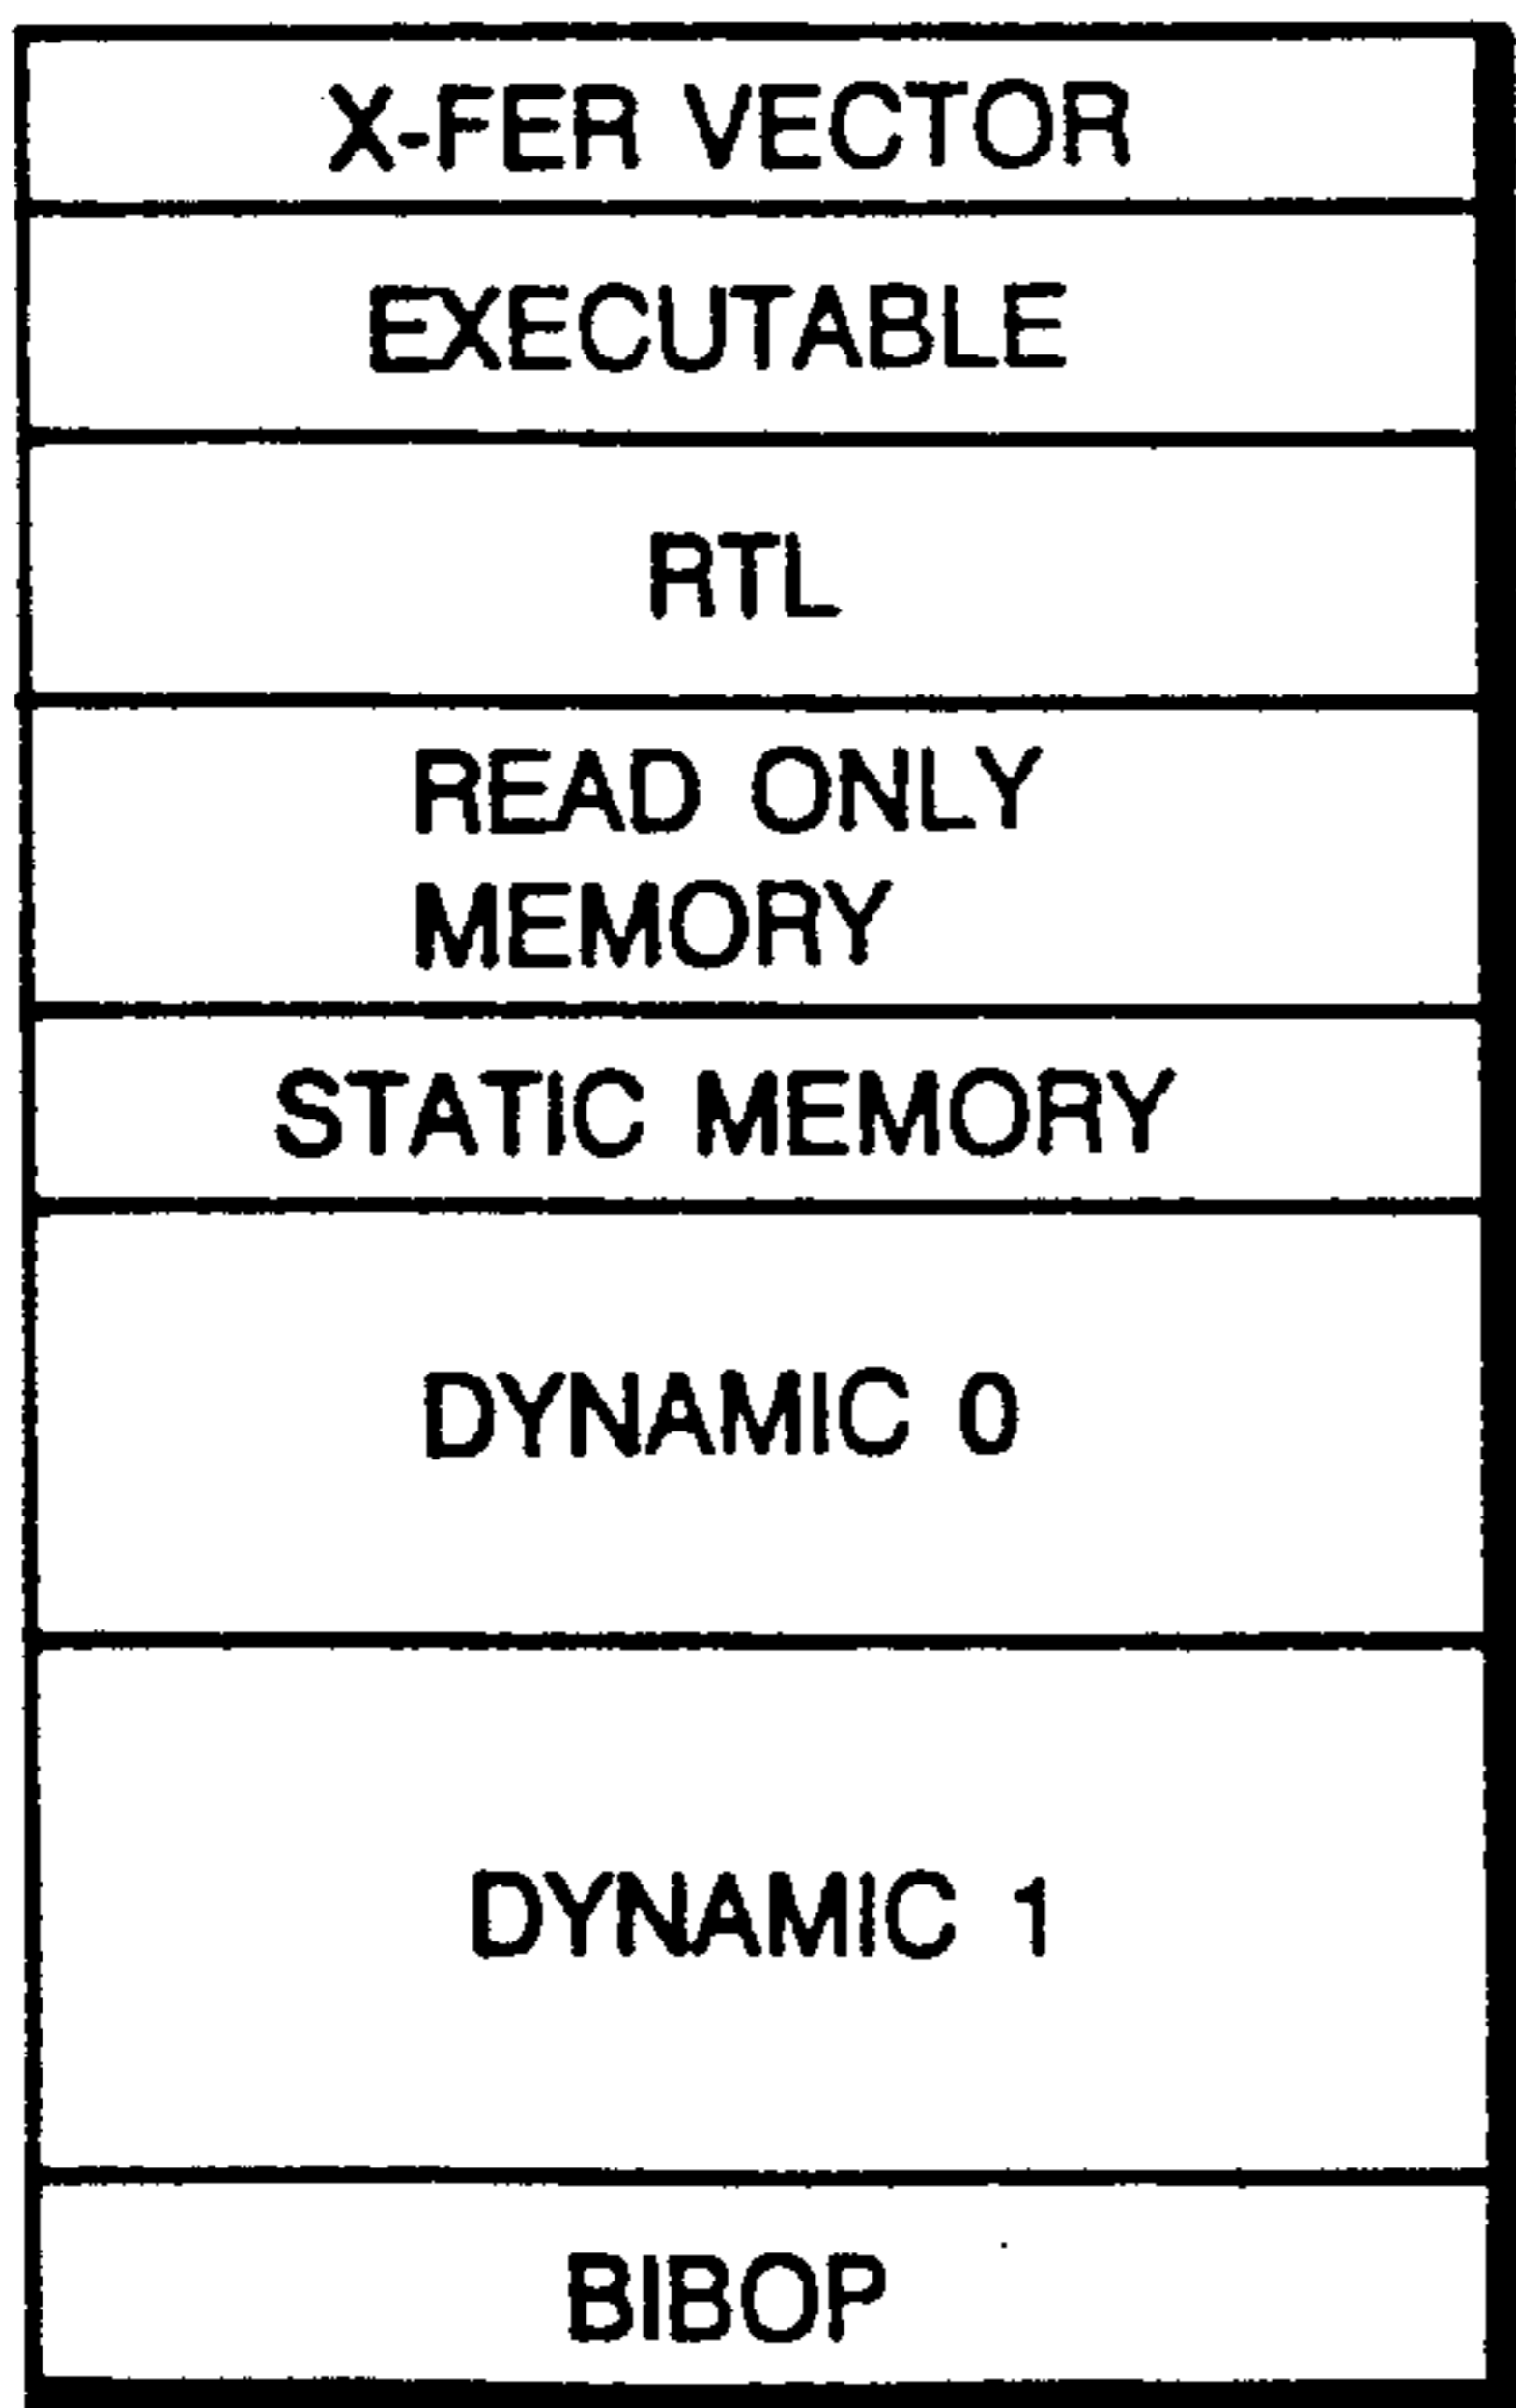 X-FER VECTOR
EXECUTABLE
RTL
READ ONLY
MEMORY
STATIC MEMORY
DYNAMIC 0
DYNAMIC 1
BIBOP